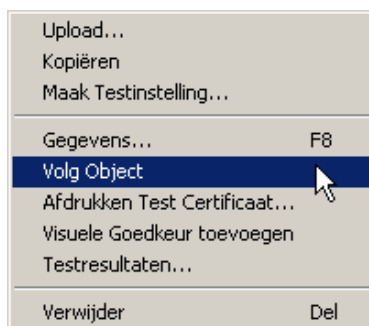 Upload...
Kopiëren
Maak Testinstelling...
Gegevens... F8
Volg Object
Afdrukken Test Certificaat...
Visuele Goedkeur toevoegen
Testresultaten...
Verwijder Del